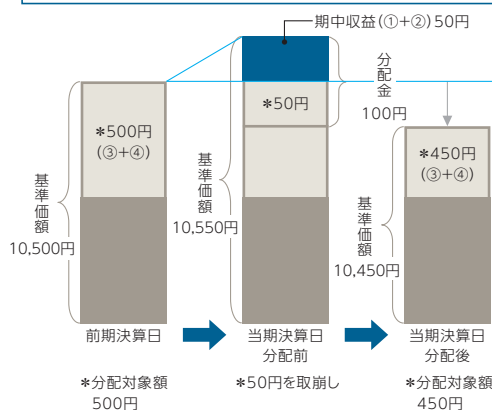 期中収益(①+②)50円
分配金
100円
*50円
*500円
(③+④)
*450円
(③+④)
基準価額
10,500円
基準価額
10,550円
基準価額
10,450円
前期決算日
当期決算日
分配前
当期決算日
分配後
*分配対象額
500円
*50円を取崩し
*分配対象額
450円